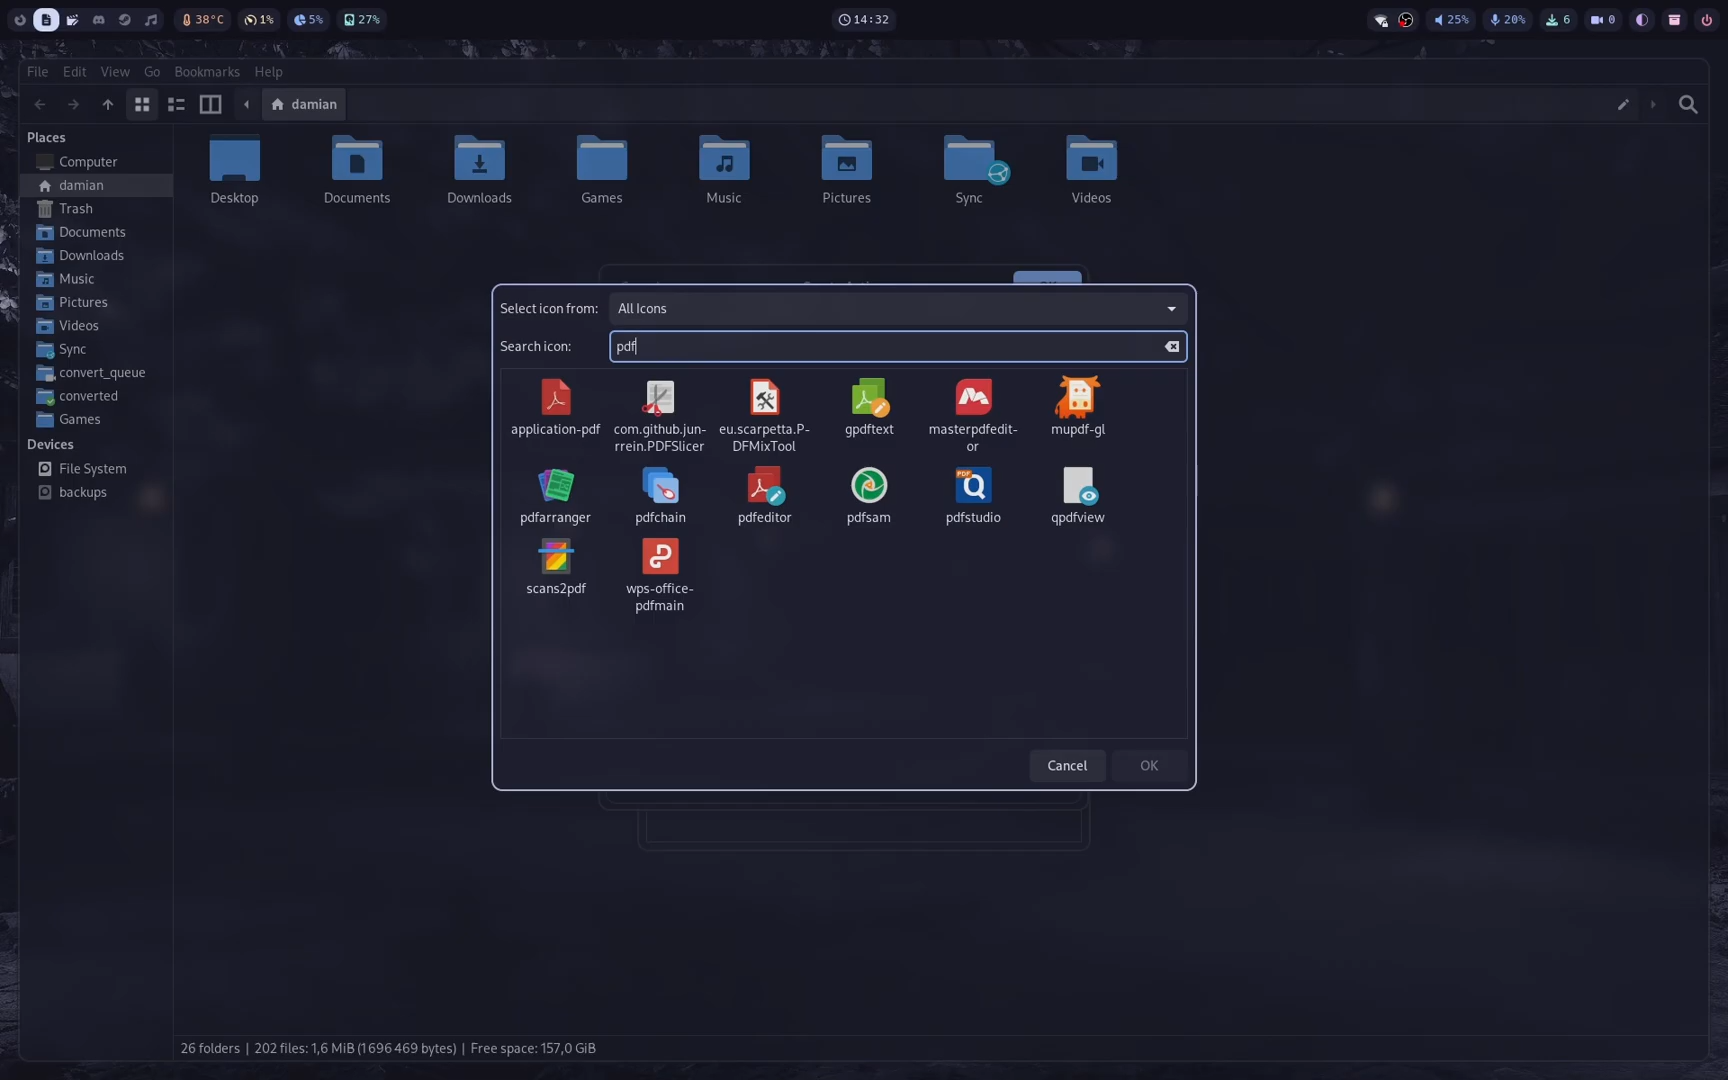 38°C
1%
5%
27%
14:32
25%
20%
6
0
File Edit View Go Bookmarks Help
damian
Places
Computer
damian
Trash
Documents
Downloads
Music
Pictures
Videos
Sync
convert_queue
converted
Games
Devices
File System
backups
Desktop
Documents
Downloads
Games
Music
Pictures
Sync
Videos
Select icon from: All Icons
Search icon: pdf
application-pdf
com.github.jun-
rrein.PDFSlicer
eu.scarpetta.P-
DFMixTool
gpdftext
masterpdfedit-
or
mupdf-gl
pdfarranger
pdfchain
pdfeditor
pdfsam
PDF
pdfstudio
qpdfview
scans2pdf
wps-office-
pdfmain
Cancel
OK
26 folders | 202 files: 1,6 MiB (1 696 469 bytes) | Free space: 157,0 GiB